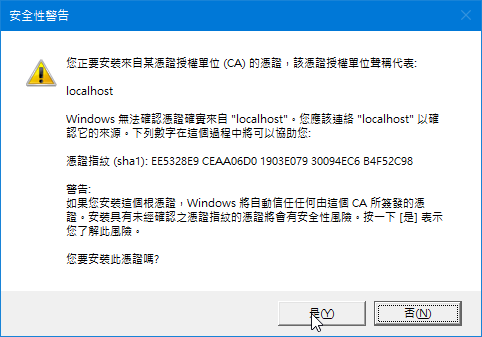 安全性警告
您正要安裝來自某憑證授權單位 (CA) 的憑證，該憑證授權單位聲稱代表:
localhost
Windows 無法確認憑證確實來自 "localhost"。您應該連絡 "localhost" 以確
認它的來源。下列數字在這個過程中將可以協助您:
憑證指紋 (sha1): EE5328E9 CEAA06D0 1903E079 30094EC6 B4F52C98
警告:
如果您安裝這個根憑證，Windows 將自動信任任何由這個 CA 所簽發的憑
證。安裝具有未經確認之憑證指紋的憑證將會有安全性風險。按一下 [是] 表示
您了解此風險。
您要安裝此憑證嗎?
是(Y)
否(N)